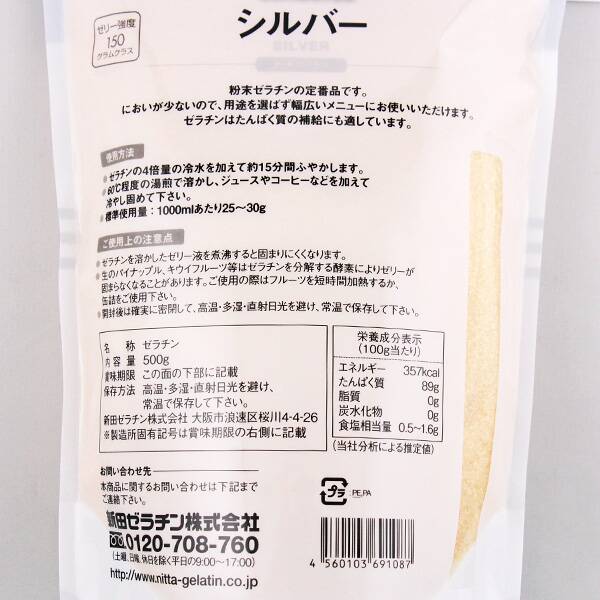 ゼリー強度
150
グラムクラス
シルバー
SILVER
粉末ゼラチンの定番品です。
においが少ないので、用途を選ばず幅広いメニューにお使いいただけます。
ゼラチンはたんぱく質の補給にも適しています。
使用方法
●ゼラチンの4倍量の冷水を加えて約15分間ふやかします。
●60℃程度の湯煎で溶かし、ジュースやコーヒーなどを加えて
冷やし固めて下さい。
●標準使用量：1000mlあたり25～30g
ご使用上の注意点
●ゼラチンを溶かしたゼリー液を煮沸すると固まりにくくなります。
●生のパイナップル、キウイフルーツ等はゼラチンを分解する酵素によりゼリーが
固まらなくなることがあります。ご使用の際はフルーツを短時間加熱するか、
缶詰をご使用下さい。
●開封後は確実に密閉して、高温・多湿・直射日光を避け、常温で保存して下さい。
名称 ゼラチン
内容量 500g
賞味期限 この面の下部に記載
保存方法 高温・多湿・直射日光を避け、
常温で保存して下さい。
新田ゼラチン株式会社 大阪市浪速区桜川4-4-26
※製造所固有記号は賞味期限の右側に記載
栄養成分表示
(100g当たり)
エネルギー 357kcal
たんぱく質 89g
脂質 0g
炭水化物 0g
食塩相当量 0.5～1.6g
(当社分析による推定値)
お問い合わせ先
本商品に関するお問い合わせは下記まで
ご連絡下さい。
新田ゼラチン株式会社
0120-708-760
(土曜、日曜、休日を除く平日の9:00～17:00)
http://www.nitta-gelatin.co.jp
プラ :PE,PA
4 560103 691087